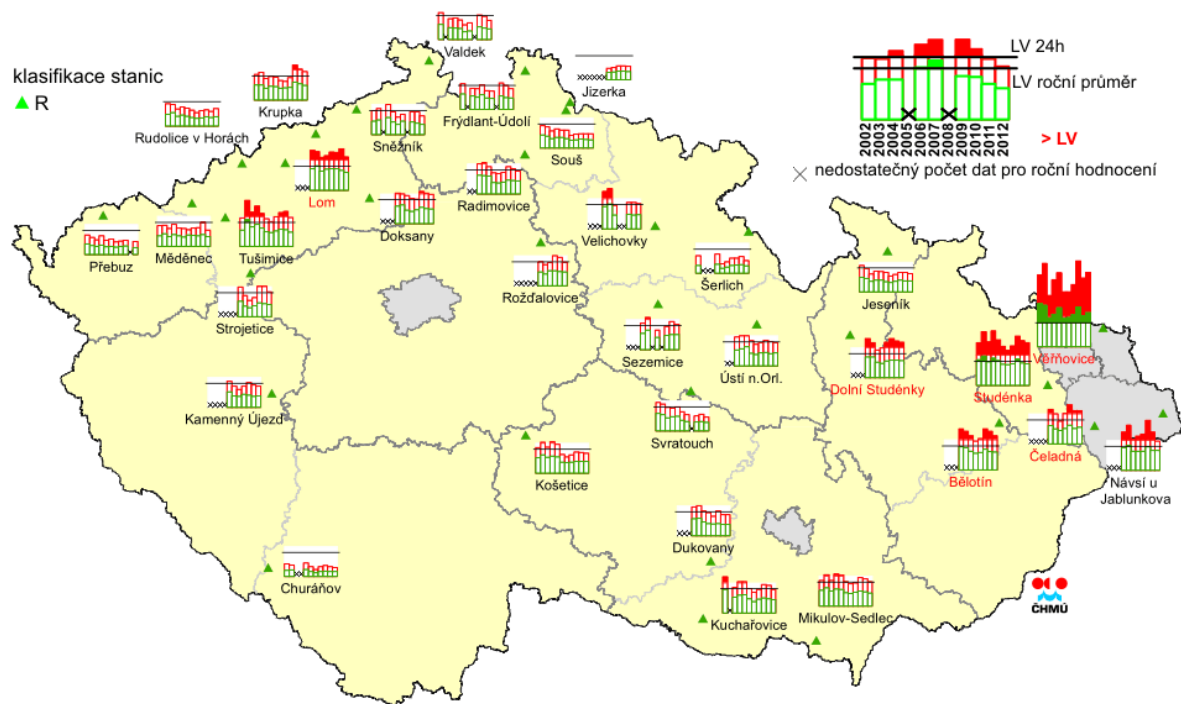 Valdek
LV 24h
LV roční průměr
klasifikace stanic
R
Jizerka
Krupka
Rudolice v Horách
Frýdlant-Údolí
Sněžník
Souš
2002
2003
2004
2005
2006
2007
2008
2009
2010
2011
2012
> LV
nedostatečný počet dat pro roční hodnocení
Lom
Radimovice
Doksany
Velichovky
Přebuz
Měděnec
Tušimice
Šerlich
Rožďalovice
Jeseník
Strojetice
Sezemice
Ústí n.Orl.
Dolní Studénky
Věřňovice
Studénka
Kamenný Újezd
Svratouch
Čeladná
Bělotín
Košetice
Návsí u
Jablunkova
Dukovany
Churáňov
Kuchařovice
Mikulov-Sedlec
ČHMÚ